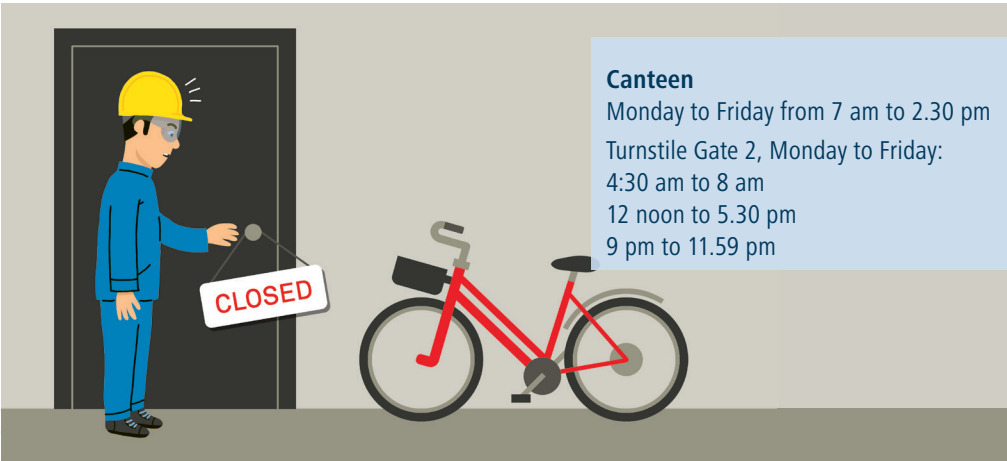 Canteen
Monday to Friday from 7 am to 2.30 pm
Turnstile Gate 2, Monday to Friday:
4:30 am to 8 am
12 noon to 5.30 pm
9 pm to 11.59 pm
CLOSED